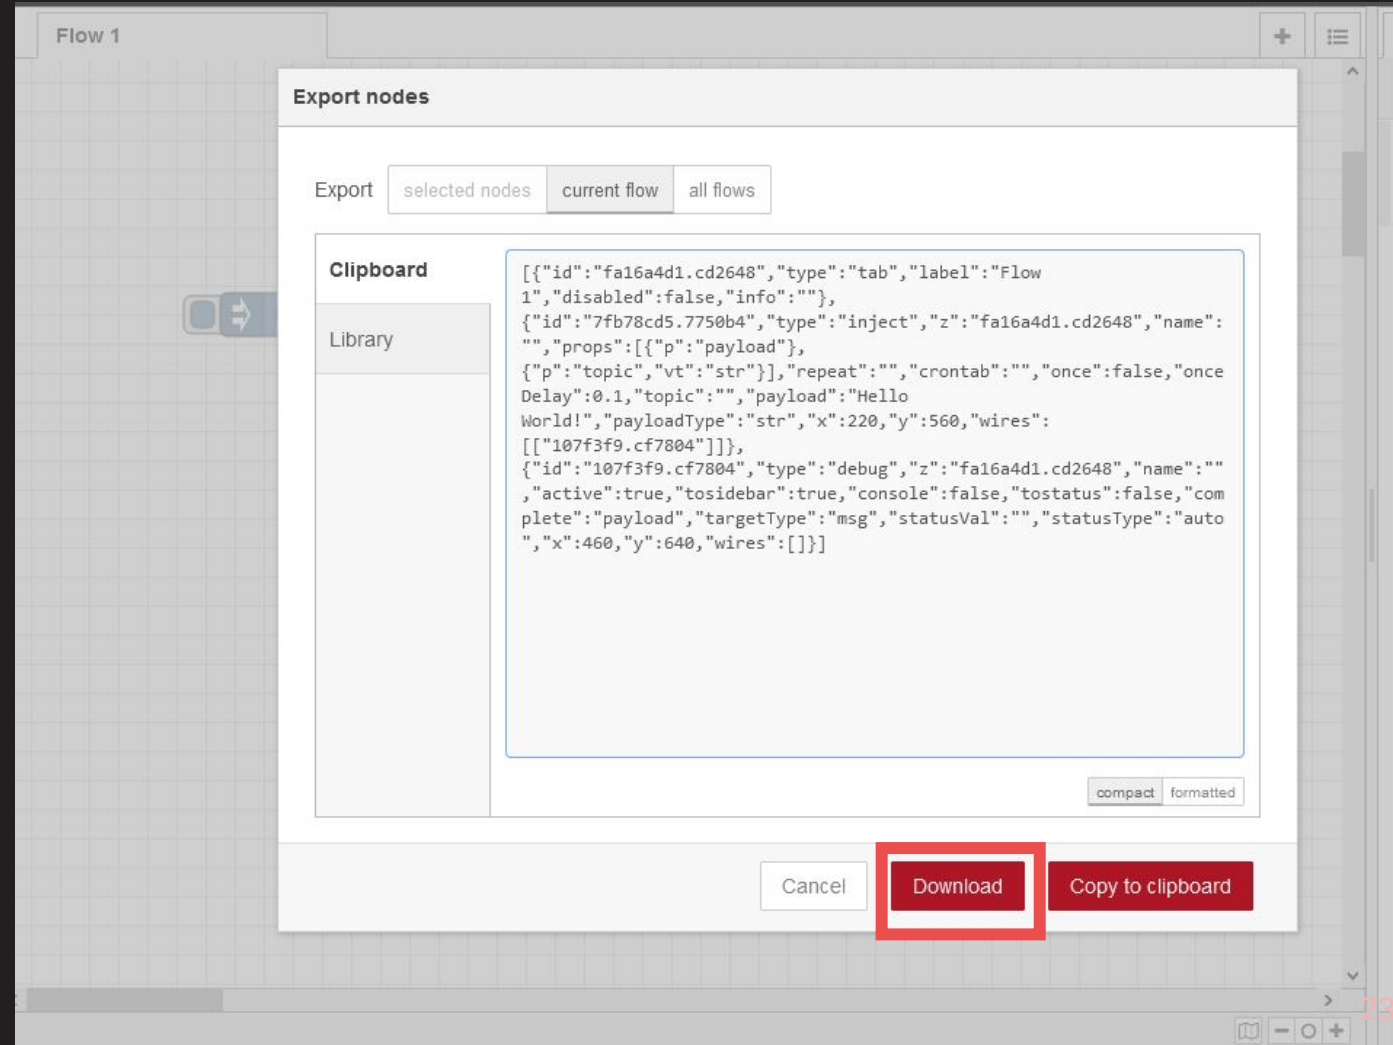 Flow 1
Export nodes
Export selected nodes current flow all flows
Clipboard
Library
[{"id":"fa16a4d1.cd2648","type":"tab","label":"Flow
1","disabled":false,"info":""},
{"id":"7fb78cd5.7750b4","type":"inject","z":"fa16a4d1.cd2648","name":
"","props":[{"p":"payload"},
{"p":"topic","vt":"str"}],"repeat":"","crontab":"","once":false,"once
Delay":0.1,"topic":"","payload":"Hello
World!","payloadType":"str","x":220,"y":560,"wires":
[["107f3f9.cf7804"]]},
{"id":"107f3f9.cf7804","type":"debug","z":"fa16a4d1.cd2648","name":""
,"active":true,"tosidebar":true,"console":false,"tostatus":false,"com
plete":"payload","targetType":"msg","statusVal":"","statusType":"auto
","x":460,"y":640,"wires":[]}]
compact formatted
Cancel Download Copy to clipboard
23